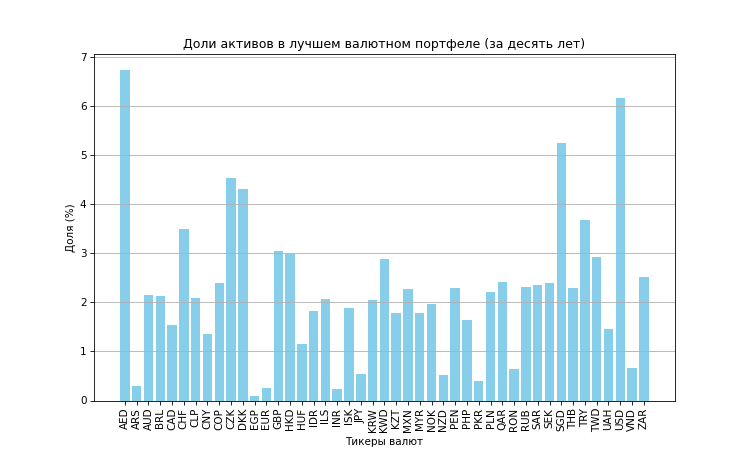 Доли активов в лучшем валютном портфеле (за десять лет)
Доля (%)
7
6
5
4
3
2
1
0
AED ARS AUD BRL CAD CHF CLP CNY COP CZK DKK EGP EUR GBP HKD HUF IDR ILS INR ISK JPY KRW KWD KZT MXN MYR NOK NZD PEN PHP PKR PLN QAR RON RUB SAR SEK SGD THB TRY TWD UAH USD VND ZAR
Тикеры валют